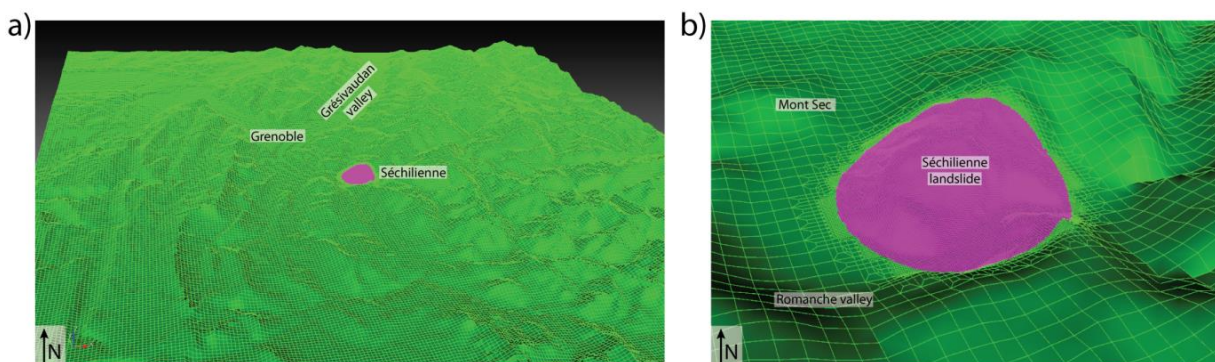 a)
Grésivaudan
valley
Grenoble
Séchilienne
N
b)
Mont Sec
Séchilienne
landslide
Romanche valley
N